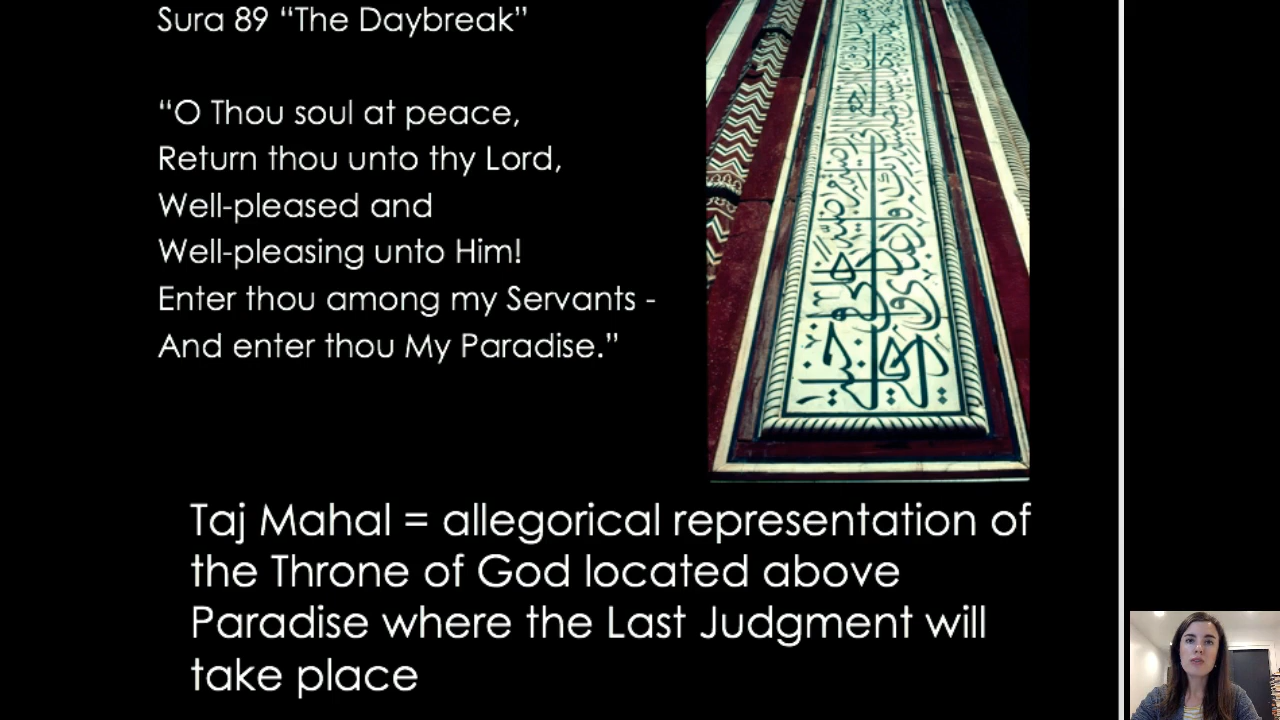 Sura 89 “The Daybreak”
“O Thou soul at peace,
Return thou unto thy Lord,
Well-pleased and
Well-pleasing unto Him!
Enter thou among my Servants -
And enter thou My Paradise.”
Taj Mahal = allegorical representation of
the Throne of God located above
Paradise where the Last Judgment will
take place